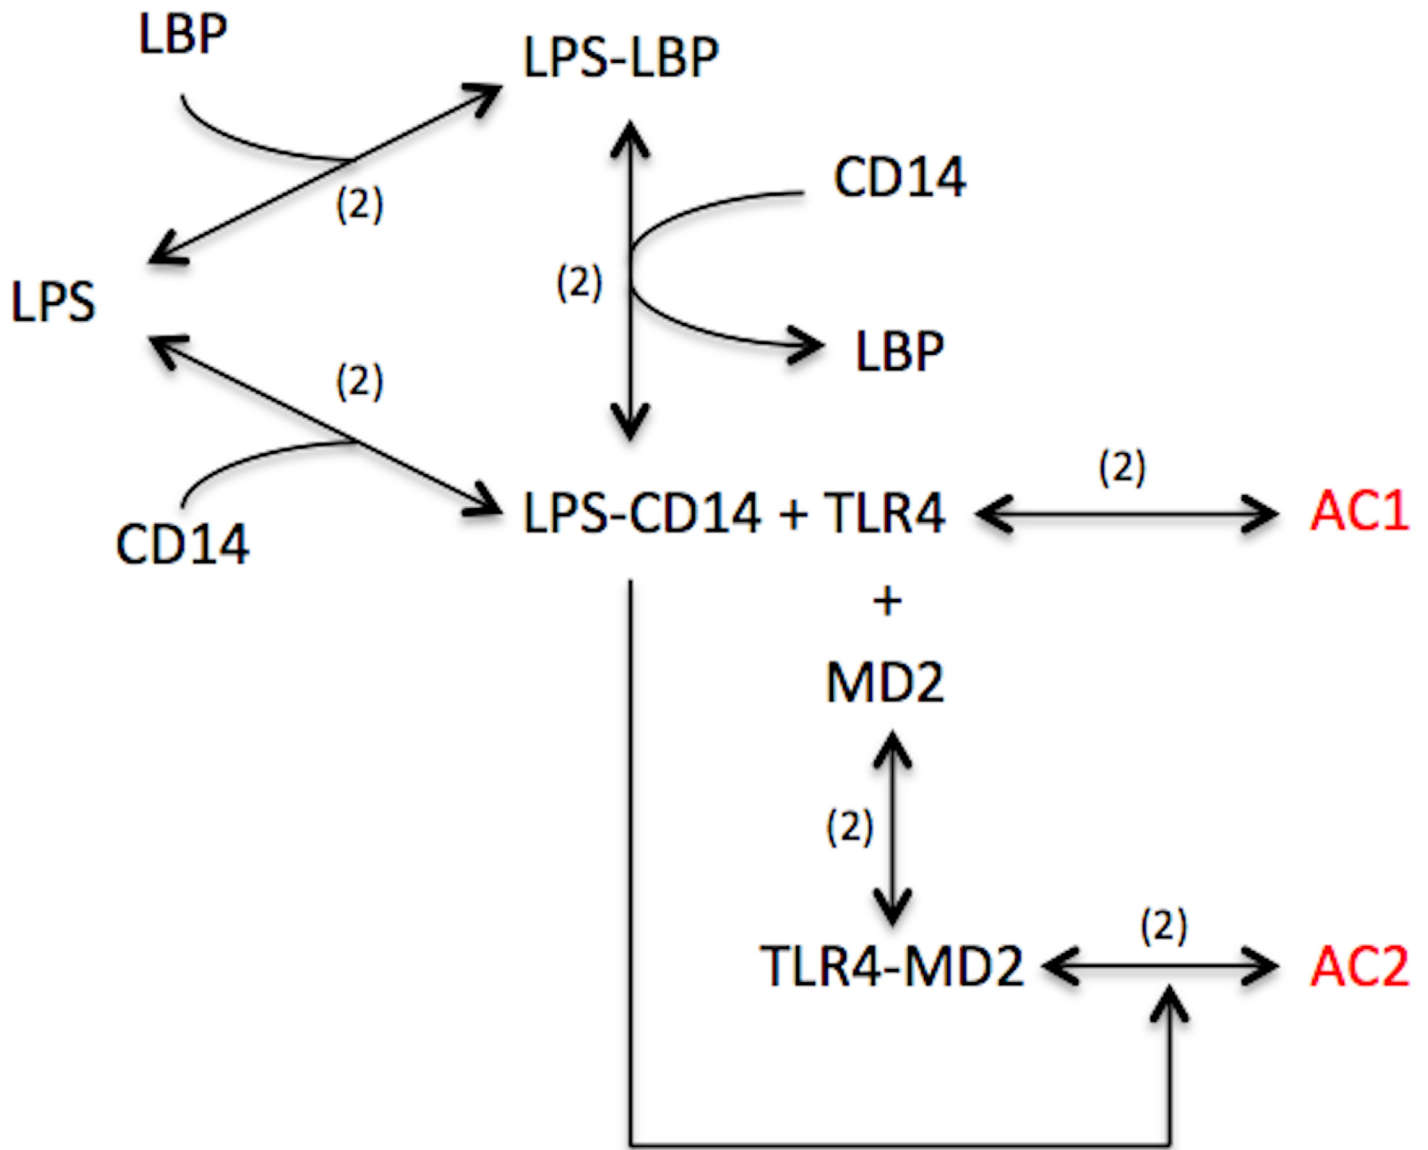 LBP
LPS-LBP
CD14
(2)
(2)
LPS
LBP
(2)
(2)
CD14
LPS-CD14 + TLR4
AC1
+
MD2
(2)
(2)
TLR4-MD2
AC2